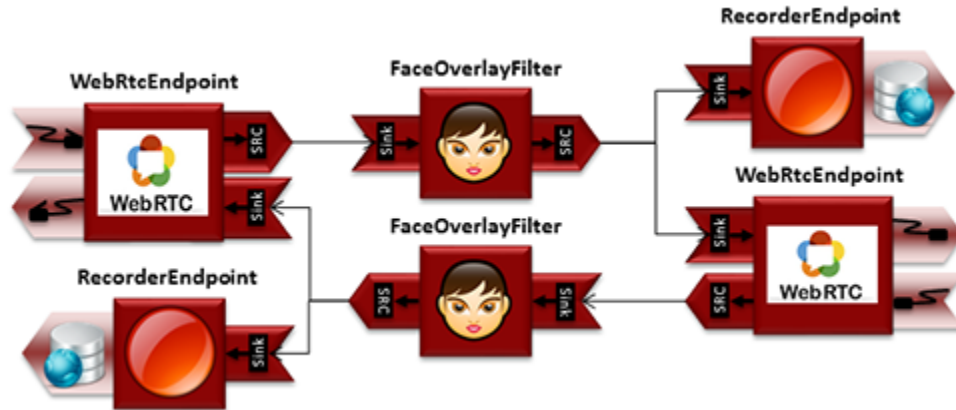 RecorderEndpoint
WebRtcEndpoint
FaceOverlayFilter
Sink
SRC
Sink
SRC
WebRTC
Sink
WebRtcEndpoint
FaceOverlayFilter
Sink
RecorderEndpoint
WebRTC
SRC
Sink
SRC
Sink